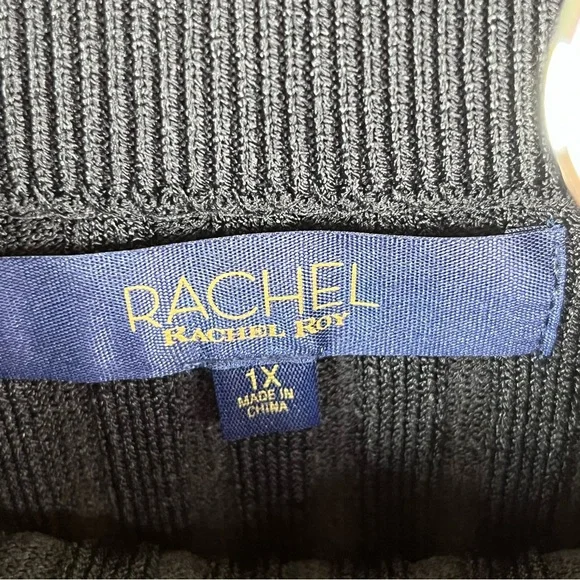 RACHEL
RACHEL ROY
1X
MADE IN
CHINA